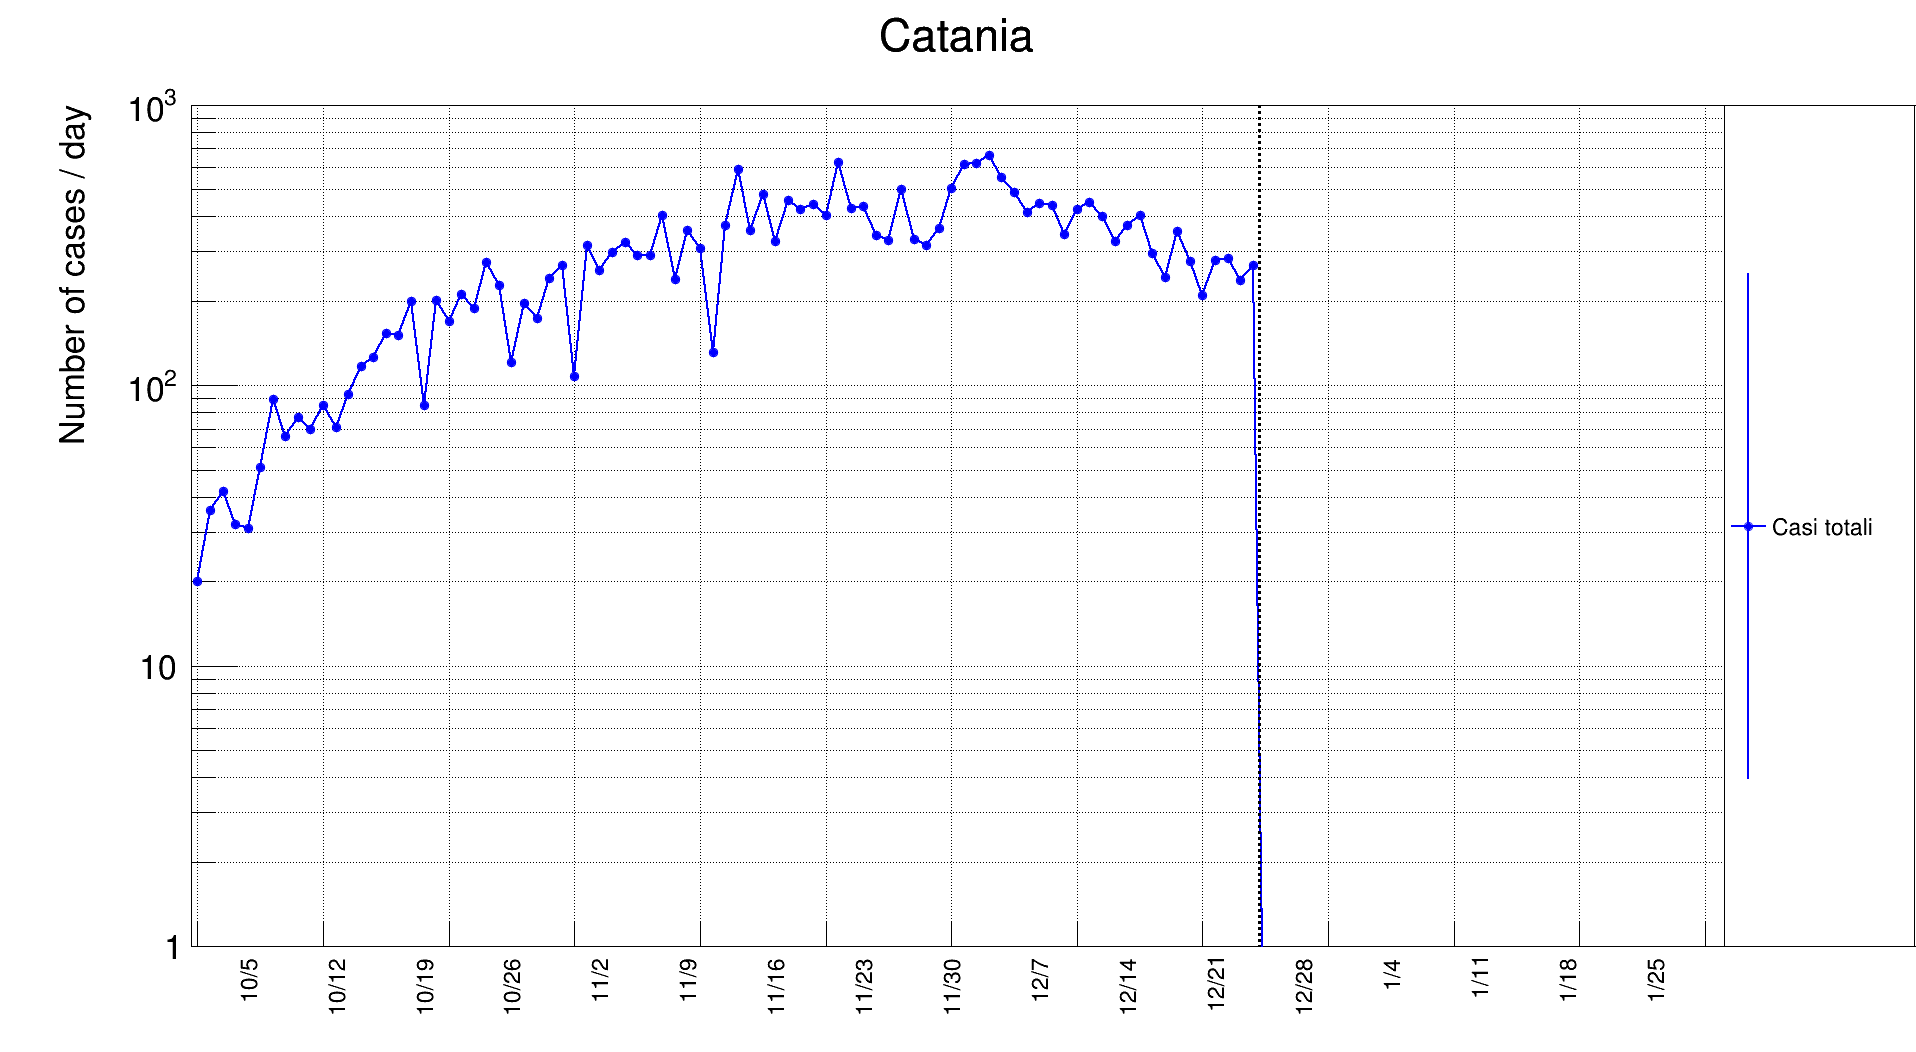 Catania
Number of cases / day
10³
10²
10
1
10/5 10/12 10/19 10/26 11/2 11/9 11/16 11/23 11/30 12/7 12/14 12/21 12/28 1/4 1/11 1/18 1/25
Casi totali